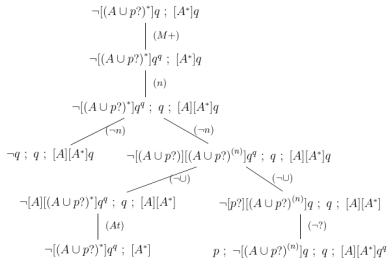 ¬[(A ∪ p?)*]q ; [A*]q
(M+)
¬[(A ∪ p?)*]q^q ; [A*]q
(n)
¬[(A ∪ p?)*]q^q ; q ; [A][A*]q
(¬n) (¬n)
¬q ; q ; [A][A*]q ¬[(A ∪ p?)][(A ∪ p?)^(n)]q^q ; q ; [A][A*]q
(¬∪) (¬∪)
¬[A][(A ∪ p?)*]q^q ; q ; [A][A*] ¬[p?][(A ∪ p?)^(n)]q ; q ; [A][A*]
(At) (¬?)
¬[(A ∪ p?)*]q^q ; [A*] p ; ¬[(A ∪ p?)^(n)]q ; q ; [A][A*]q^q